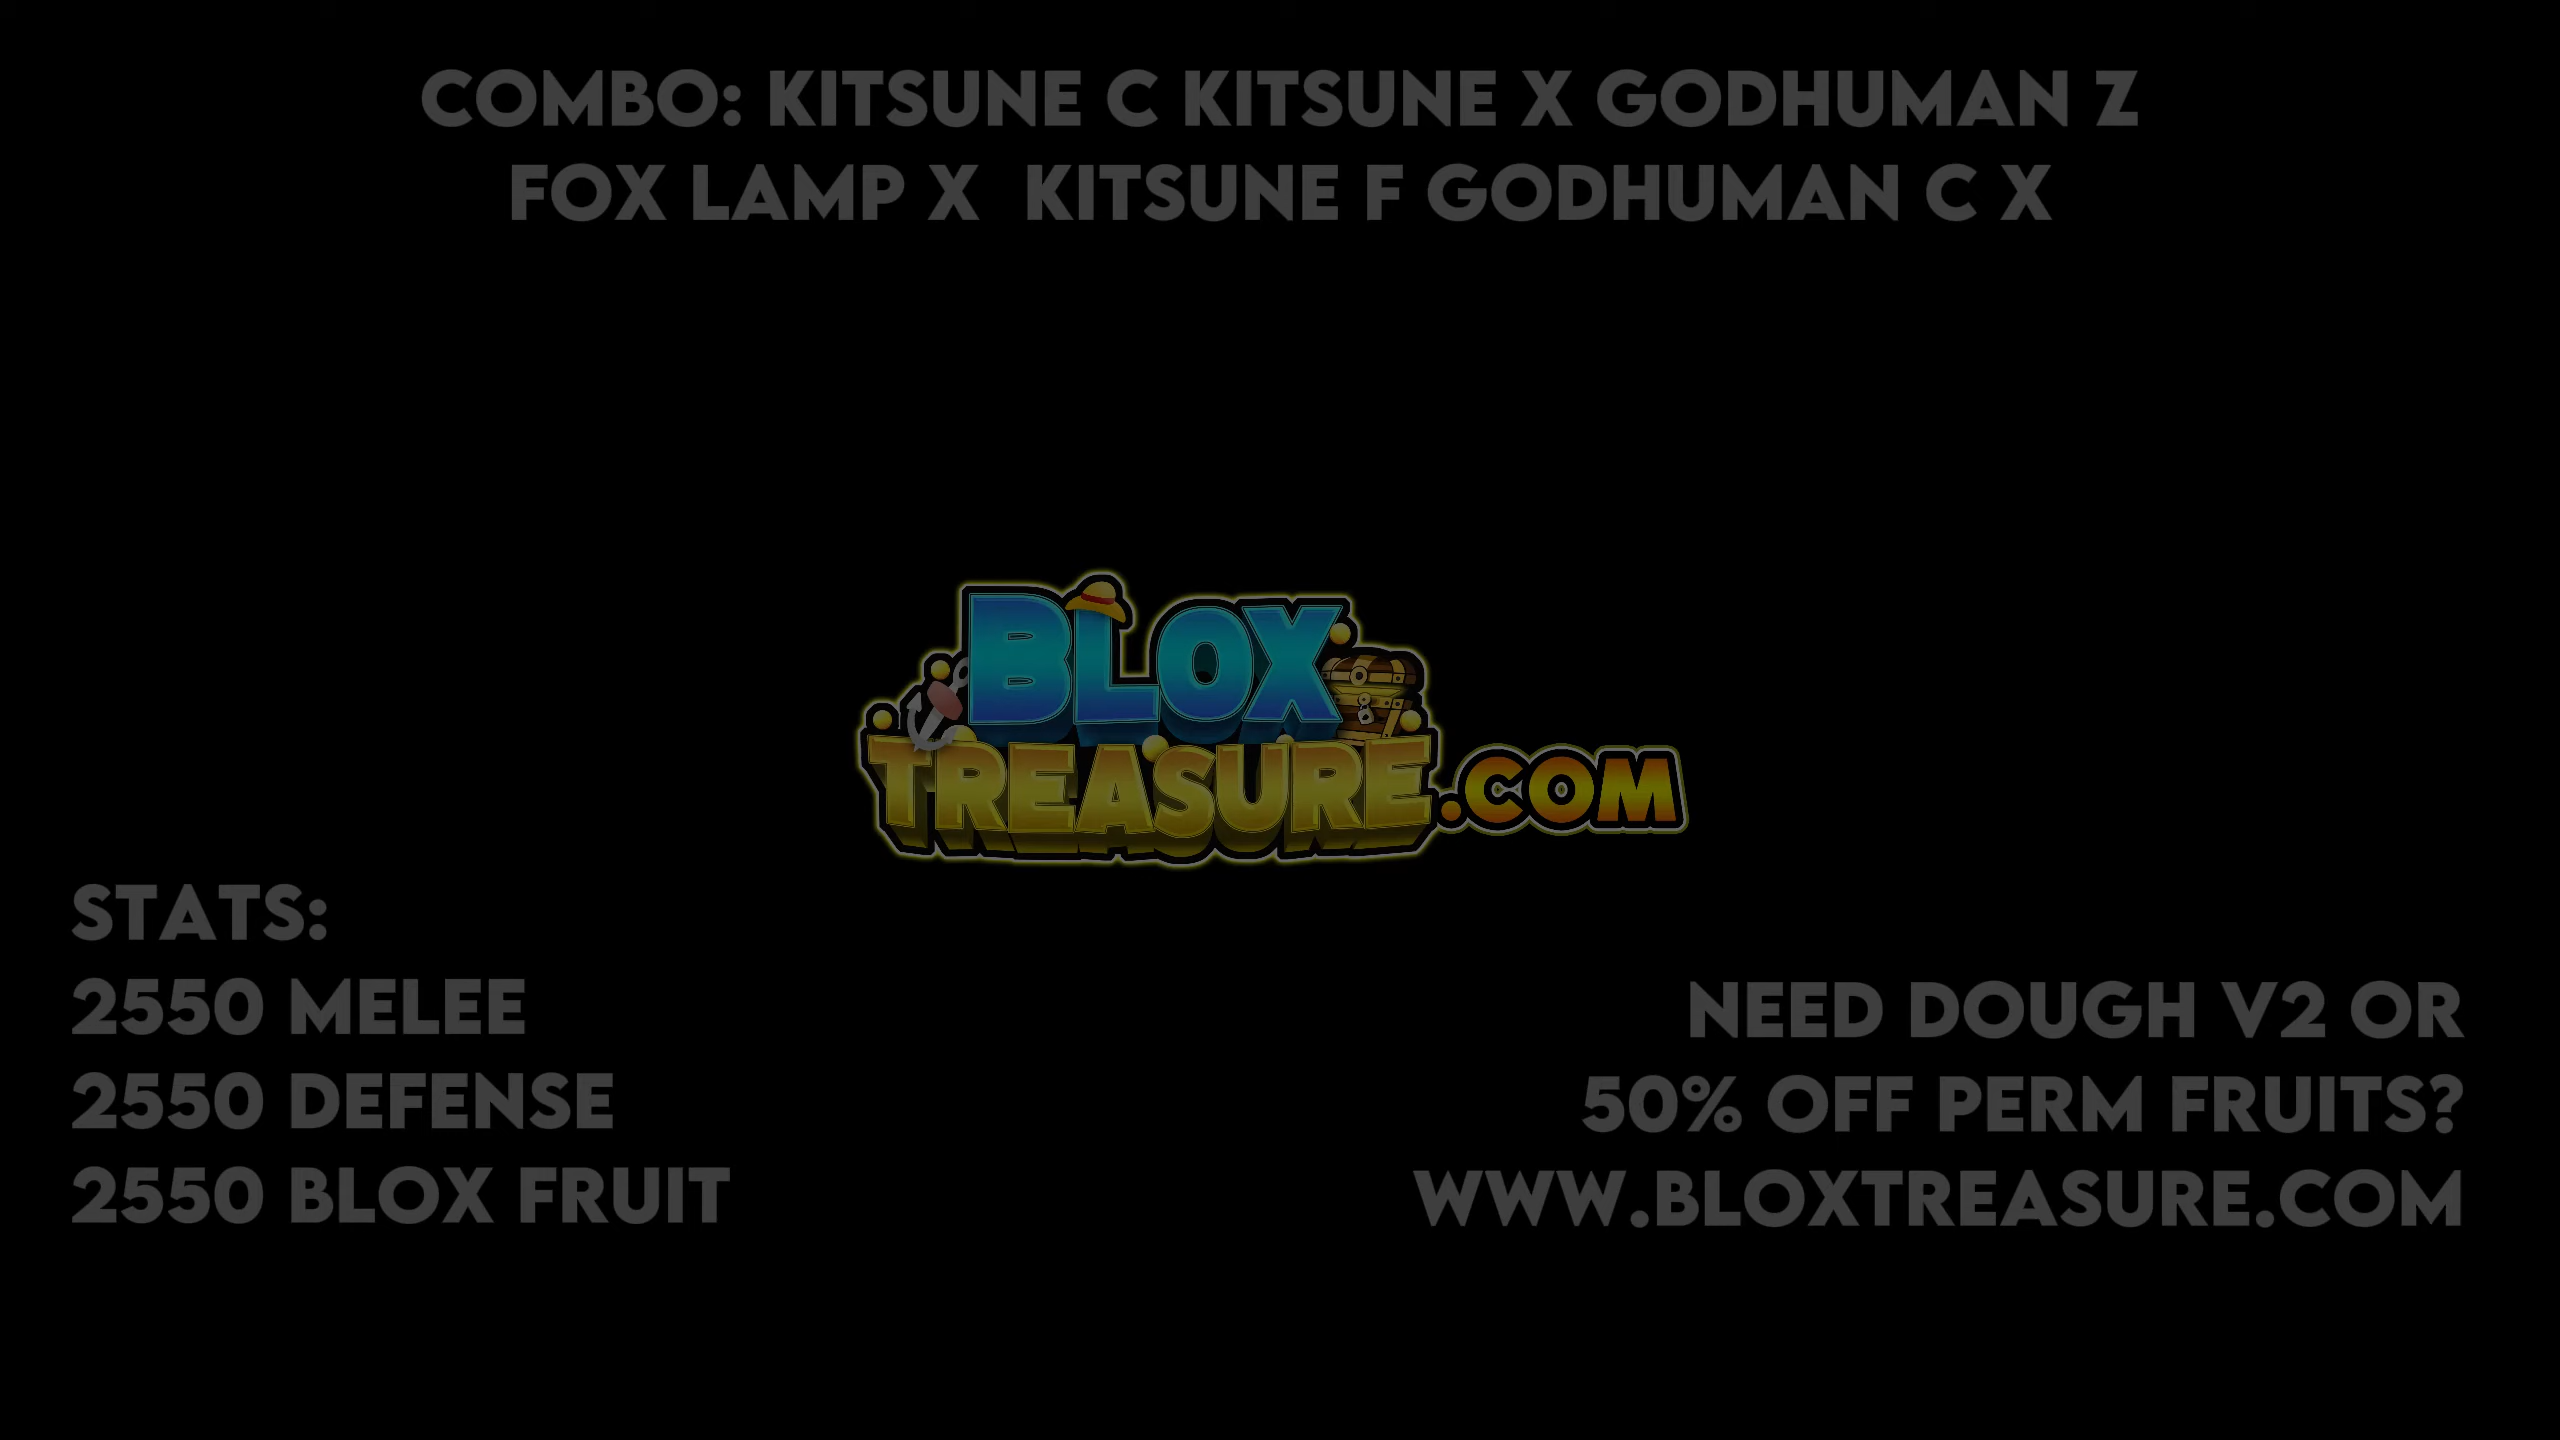 COMBO: KITSUNE C KITSUNE X GODHUMAN Z
FOX LAMP X  KITSUNE F GODHUMAN C X
BLOX
TREASURE.COM
STATS:
2550 MELEE
2550 DEFENSE
2550 BLOX FRUIT
NEED DOUGH V2 OR
50% OFF PERM FRUITS?
WWW.BLOXTREASURE.COM